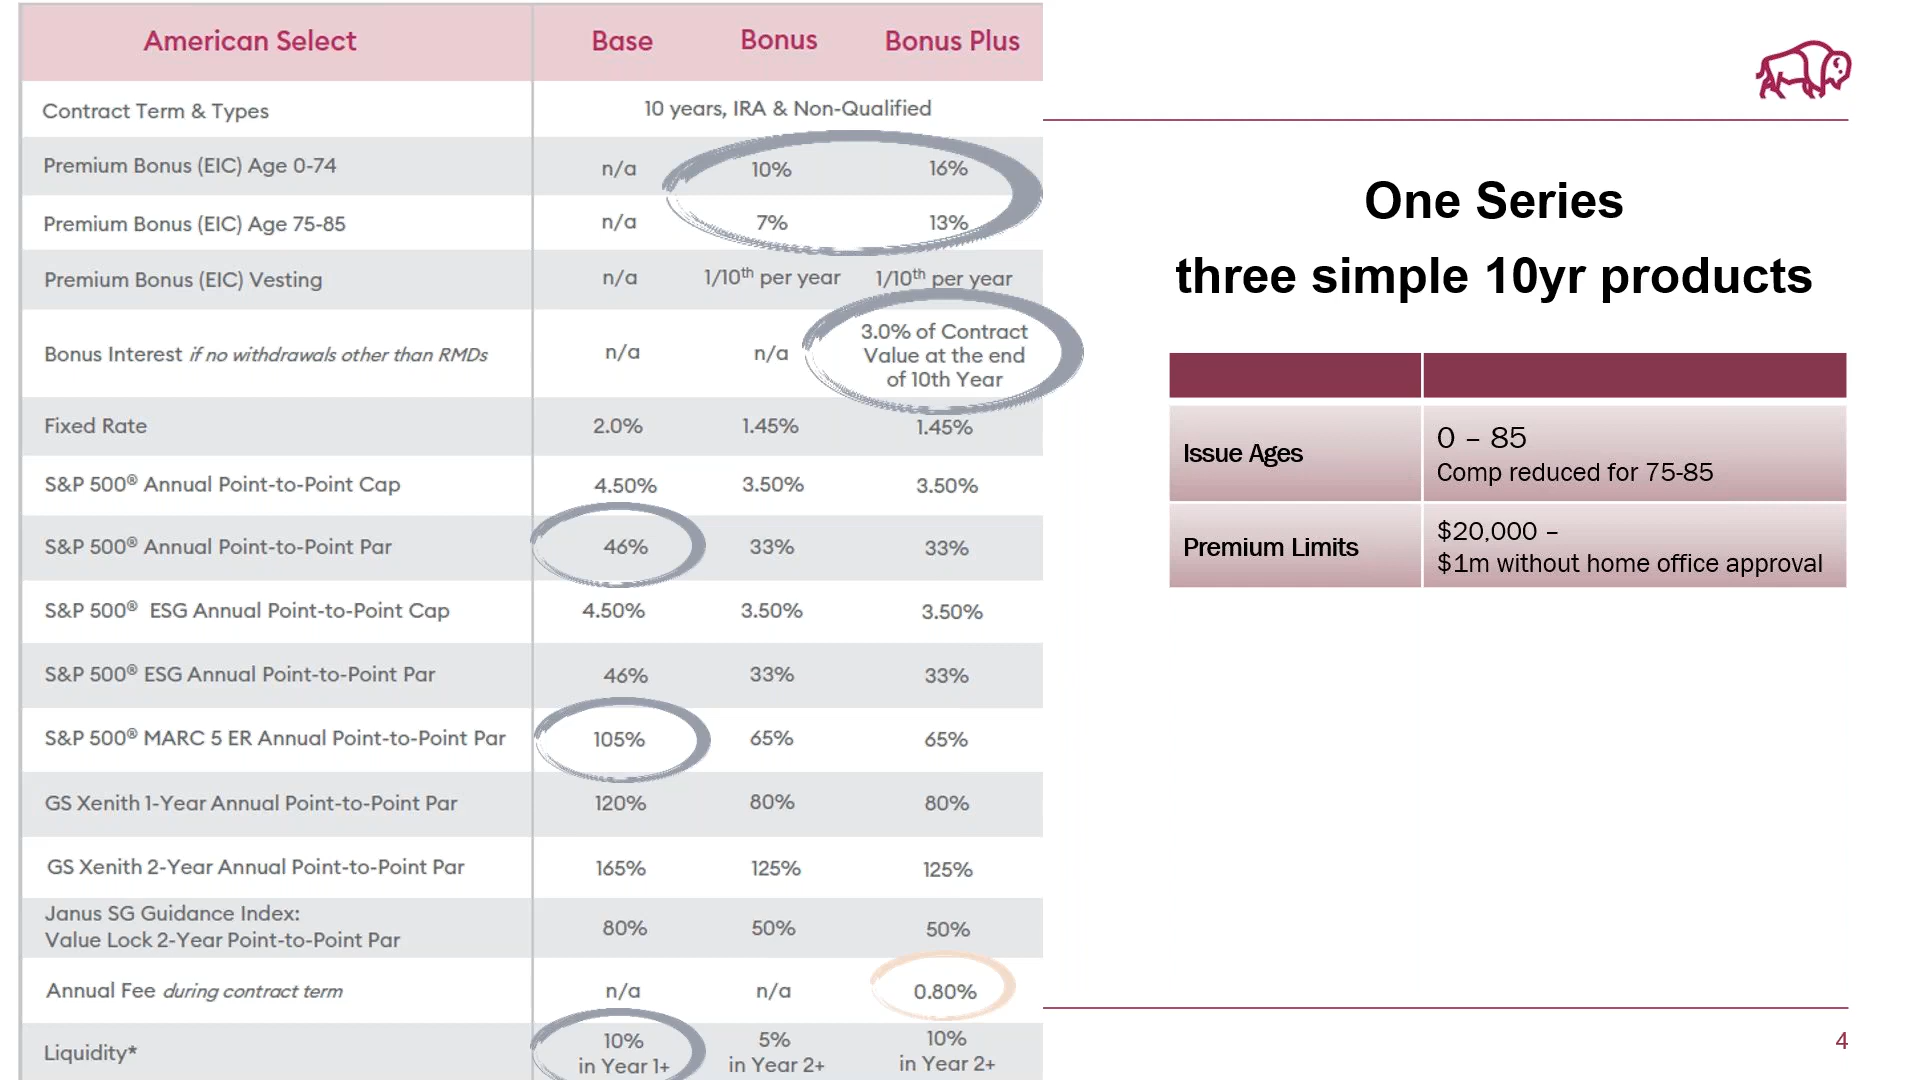 American Select Base Bonus Bonus Plus
Contract Term & Types 10 years, IRA & Non-Qualified
Premium Bonus (EIC) Age 0-74 n/a 10% 16%
Premium Bonus (EIC) Age 75-85 n/a 7% 13%
Premium Bonus (EIC) Vesting n/a 1/10th per year 1/10th per year
Bonus Interest if no withdrawals other than RMDs n/a n/a 3.0% of Contract
Value at the end
of 10th Year
Fixed Rate 2.0% 1.45% 1.45%
S&P 500® Annual Point-to-Point Cap 4.50% 3.50% 3.50%
S&P 500® Annual Point-to-Point Par 46% 33% 33%
S&P 500® ESG Annual Point-to-Point Cap 4.50% 3.50% 3.50%
S&P 500® ESG Annual Point-to-Point Par 46% 33% 33%
S&P 500® MARC 5 ER Annual Point-to-Point Par 105% 65% 65%
GS Xenith 1-Year Annual Point-to-Point Par 120% 80% 80%
GS Xenith 2-Year Annual Point-to-Point Par 165% 125% 125%
Janus SG Guidance Index:
Value Lock 2-Year Point-to-Point Par 80% 50% 50%
Annual Fee during contract term n/a n/a 0.80%
Liquidity* 10% 5% 10%
in Year 1+ in Year 2+ in Year 2+
One Series
three simple 10yr products
Issue Ages 0 – 85
Comp reduced for 75-85
Premium Limits $20,000 –
$1m without home office approval
4